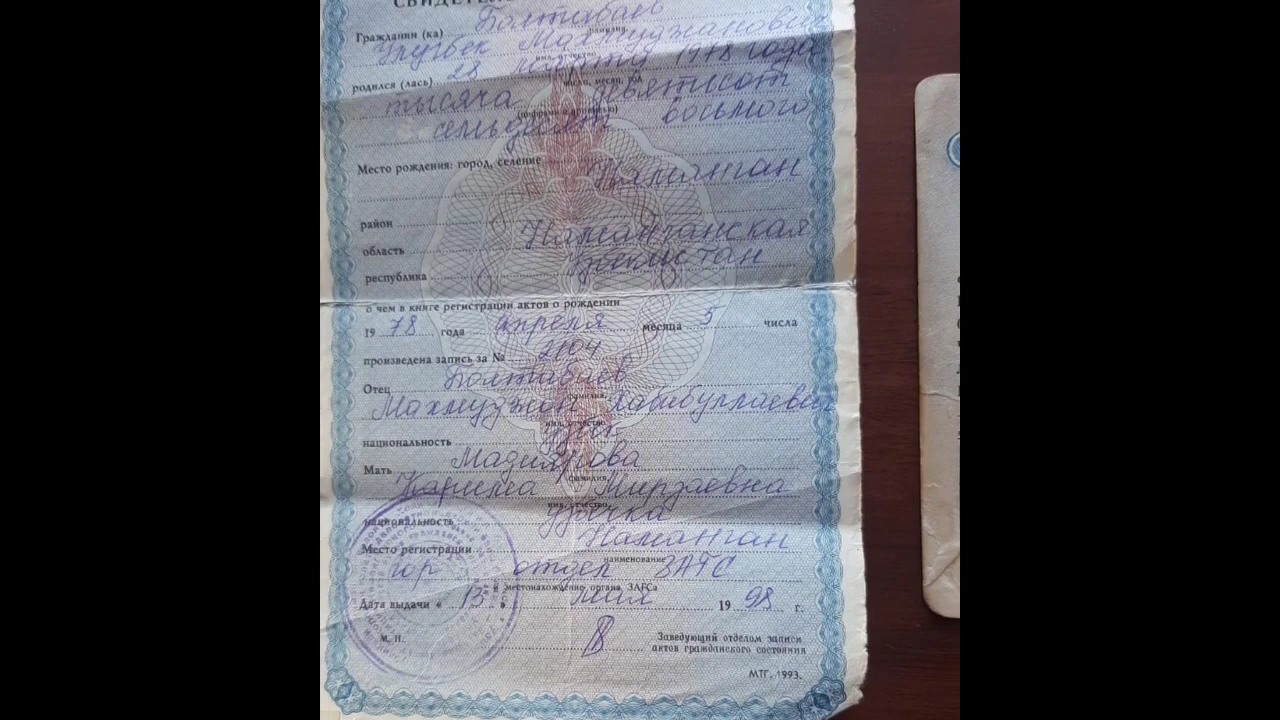 Гражданин (ка) Болтабаев
фамилия,
Улугбек Махмуджанович
имя, отчество
родился (лась) 28 марта 1978 года
число, месяц, год
тысяча девятисот
(цифрами и прописью)
семьдесят восьмого
Место рождения: город, селение Наманган
район
область Наманганская
республика Узбекистан
о чем в книге регистрации актов о рождении
19 78 года апреля месяца 5 числа
произведена запись за № 2104
Отец Болтабаев
фамилия,
Махмуджон Хабибуллаевич
имя, отчество
национальность узбек
Мать Мадиярова
фамилия,
Карима Мирзаевна
имя, отчество
национальность узбечка
Место регистрации Наманган
наименование
гор отдел ЗАГС
и местонахождение органа ЗАГСа
Дата выдачи « 13 » мая 19 98 г.
М. П.
Заведующий отделом записи
актов гражданского состояния
МТГ. 1993.